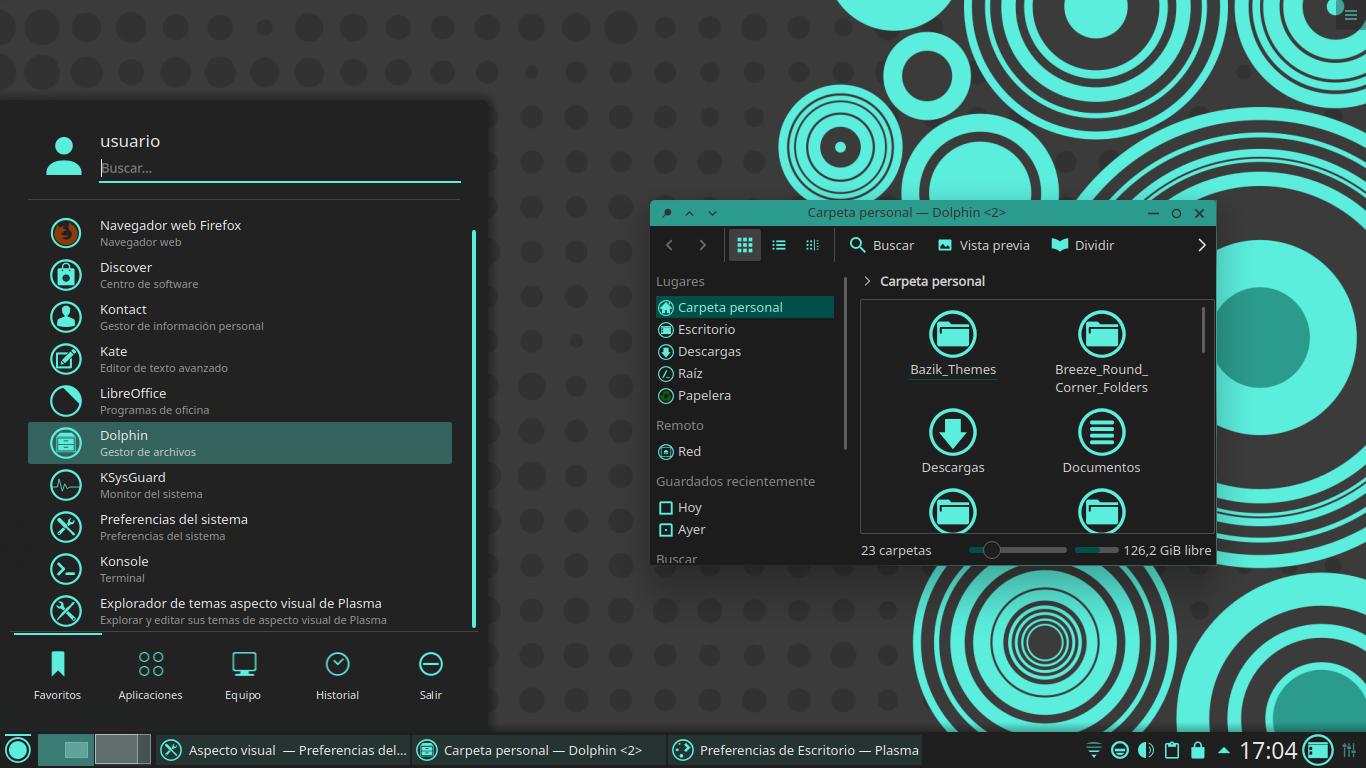 usuario
Buscar...
Navegador web Firefox
Navegador web
Discover
Centro de software
Kontact
Gestor de información personal
Kate
Editor de texto avanzado
LibreOffice
Programas de oficina
Dolphin
Gestor de archivos
KSysGuard
Monitor del sistema
Preferencias del sistema
Preferencias del sistema
Konsole
Terminal
Explorador de temas aspecto visual de Plasma
Explorar y editar sus temas de aspecto visual de Plasma
Favoritos
Aplicaciones
Equipo
Historial
Salir
Carpeta personal — Dolphin <2>
Buscar
Vista previa
Dividir
Lugares
Carpeta personal
Escritorio
Descargas
Raíz
Papelera
Remoto
Red
Guardados recientemente
Hoy
Ayer
Buscar
Carpeta personal
Bazik_Themes
Breeze_Round_
Corner_Folders
Descargas
Documentos
23 carpetas
126,2 GiB libre
Aspecto visual — Preferencias del...
Carpeta personal — Dolphin <2>
Preferencias de Escritorio — Plasma
17:04